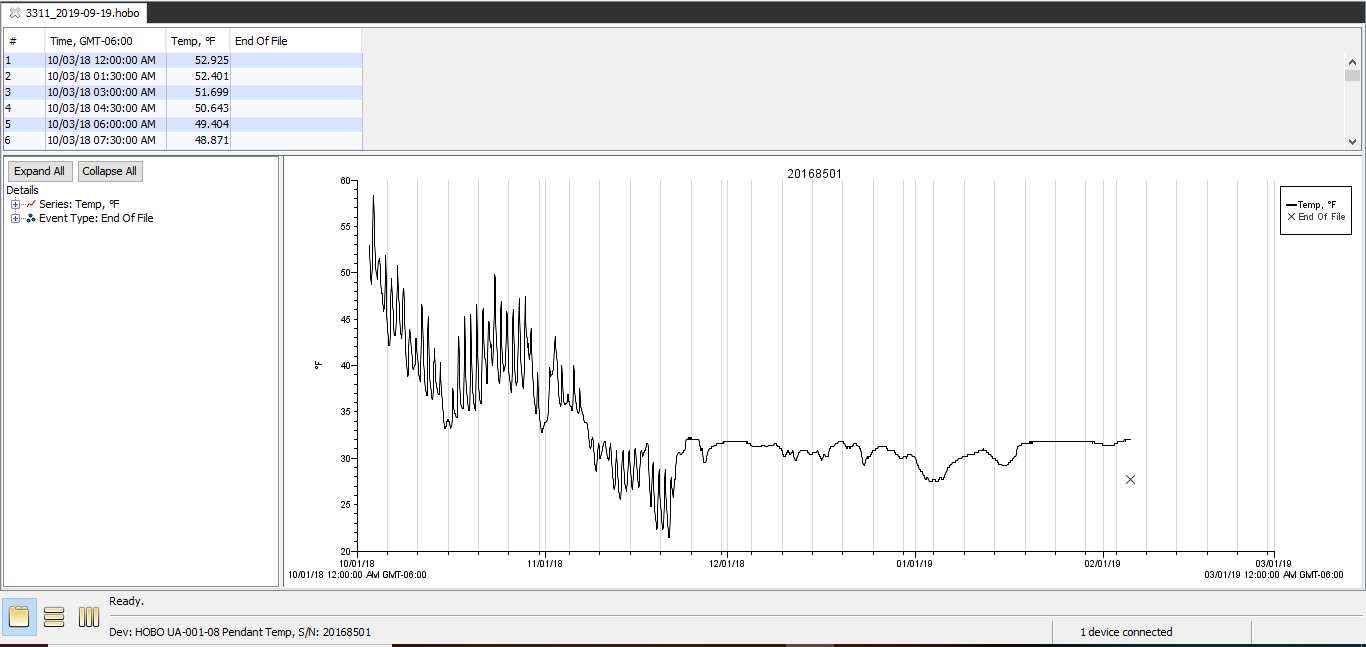 3311_2019-09-19.hobo
# Time, GMT-06:00 Temp, °F End Of File
1 10/03/18 12:00:00 AM 52.925
2 10/03/18 01:30:00 AM 52.401
3 10/03/18 03:00:00 AM 51.699
4 10/03/18 04:30:00 AM 50.643
5 10/03/18 06:00:00 AM 49.404
6 10/03/18 07:30:00 AM 48.871
Expand All Collapse All
Details
Series: Temp, °F
Event Type: End Of File
20168501
60
55
50
45
40
35
30
25
20
°F
Temp, °F
End Of File
10/01/18 11/01/18 12/01/18 01/01/19 02/01/19 03/01/19
10/01/18 12:00:00 AM GMT-06:00 03/01/19 12:00:00 AM GMT-06:00
Ready.
Dev: HOBO UA-001-08 Pendant Temp, S/N: 20168501 1 device connected